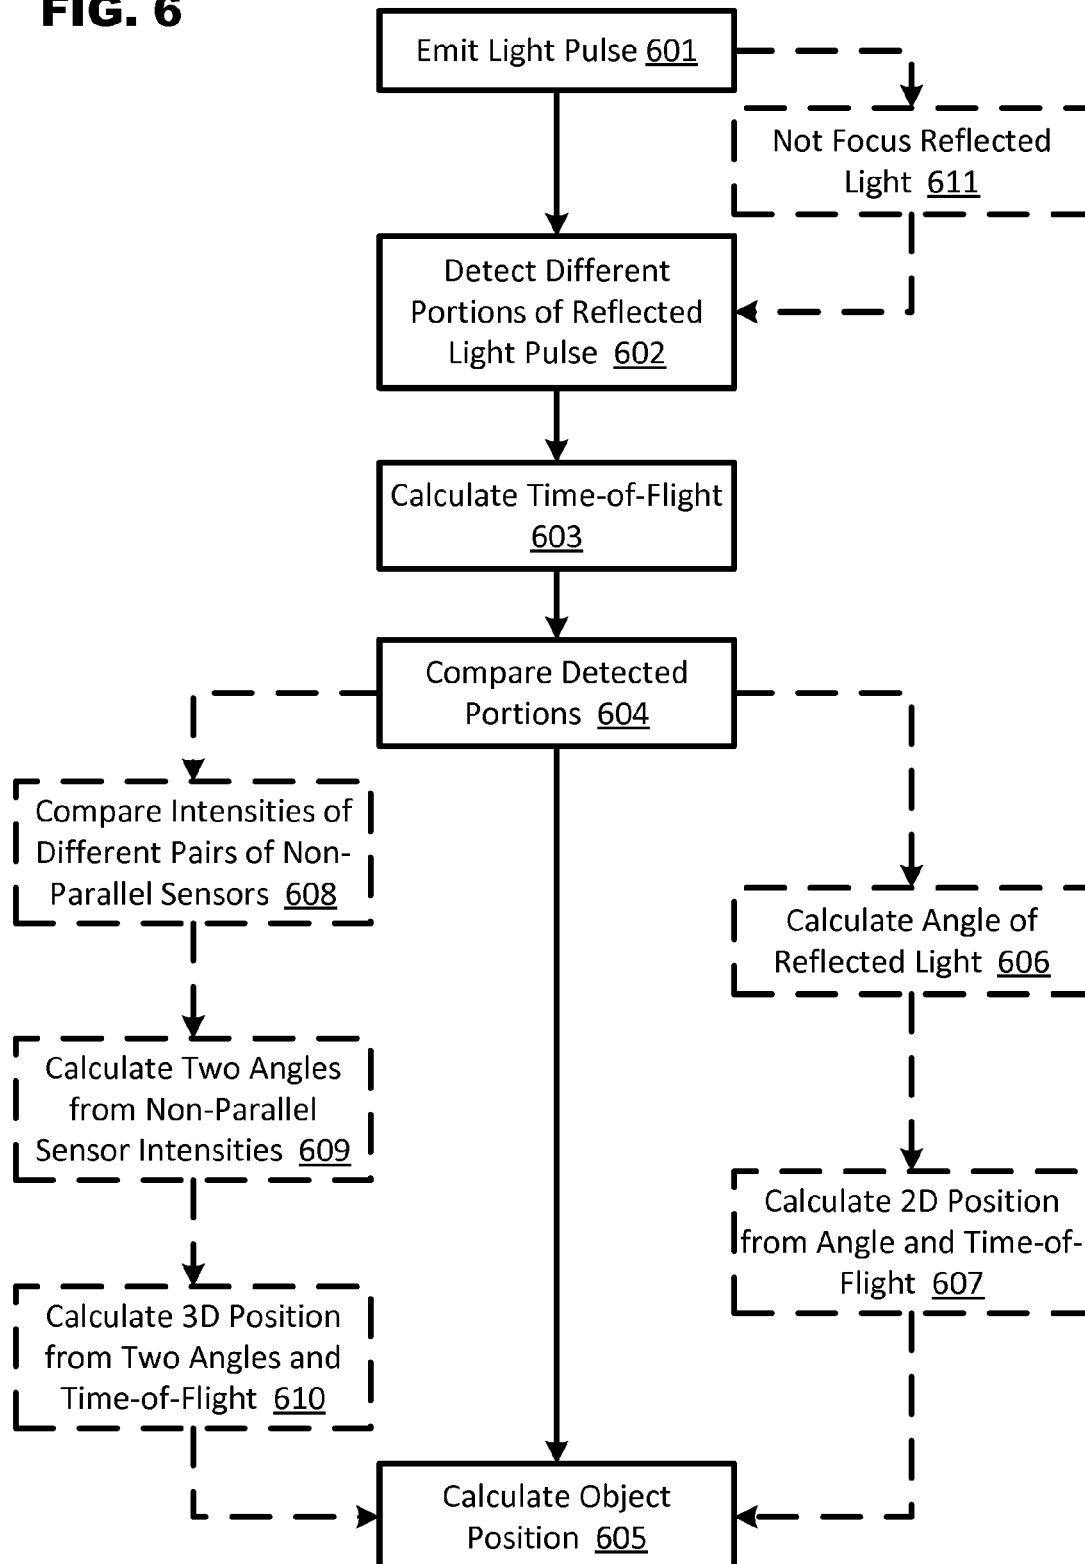 FIG. 6
Emit Light Pulse 601
Not Focus Reflected
Light 611
Detect Different
Portions of Reflected
Light Pulse 602
Calculate Time-of-Flight
603
Compare Detected
Portions 604
Compare Intensities of
Different Pairs of Non-
Parallel Sensors 608
Calculate Angle of
Reflected Light 606
Calculate Two Angles
from Non-Parallel
Sensor Intensities 609
Calculate 2D Position
from Angle and Time-of-
Flight 607
Calculate 3D Position
from Two Angles and
Time-of-Flight 610
Calculate Object
Position 605